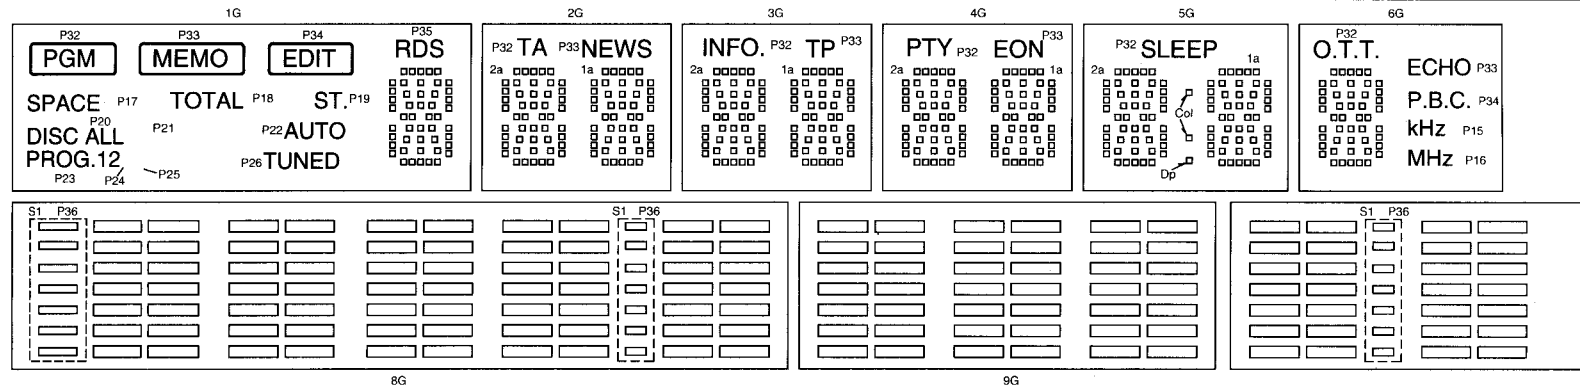 1G 2G 3G 4G 5G 6G
P32 P33 P34 P35
PGM MEMO EDIT RDS
P32 TA P33 NEWS
2a 1a
INFO. P32 TP P33
2a 1a
PTY P32 EON P33
2a 1a
P32 SLEEP
2a 1a
Col
Dp
P32
O.T.T.
ECHO P33
P.B.C. P34
kHz P15
MHz P16
SPACE P17 TOTAL P18 ST. P19
P20
DISC ALL P21 P22 AUTO
PROG.12 P26 TUNED
P23 P24 P25
S1 P36 S1 P36 S1 P36
8G 9G